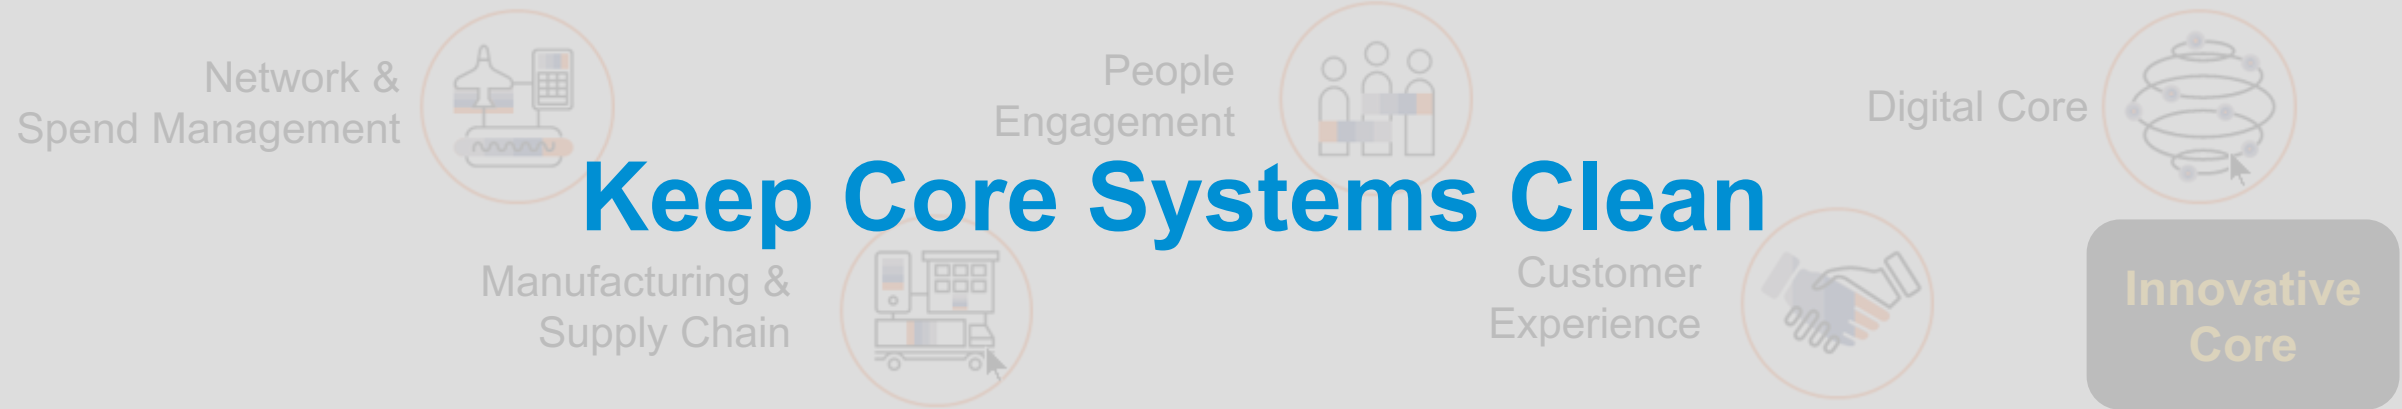 Network &
Spend Management
People
Engagement
Digital Core
Keep Core Systems Clean
Manufacturing &
Supply Chain
Customer
Experience
Innovative
Core